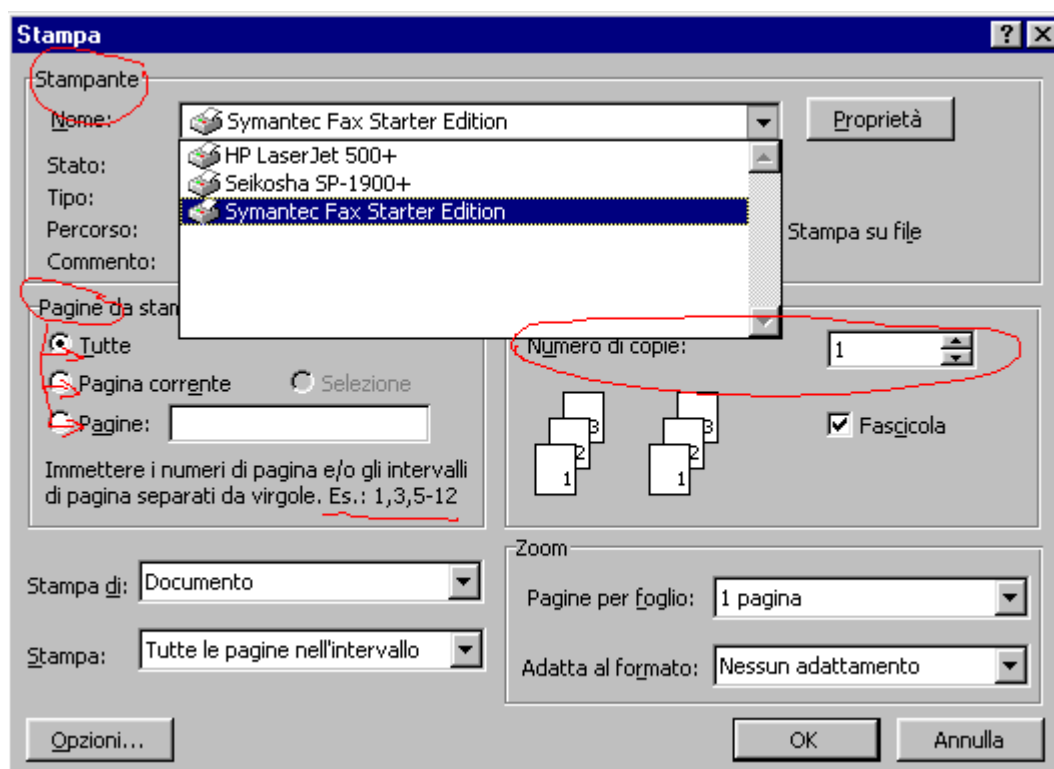 Stampa
Stampante
Nome:
Symantec Fax Starter Edition
Proprietà
HP LaserJet 500+
Seikosha SP-1900+
Symantec Fax Starter Edition
Stato:
Tipo:
Percorso:
Commento:
Stampa su file
Pagine da stam
Tutte
Pagina corrente
Selezione
Pagine:
Immettere i numeri di pagina e/o gli intervalli
di pagina separati da virgole. Es.: 1,3,5-12
Numero di copie:
1
3
2
1
3
2
1
Fascicola
Stampa di:
Documento
Stampa:
Tutte le pagine nell'intervallo
Zoom
Pagine per foglio:
1 pagina
Adatta al formato:
Nessun adattamento
Opzioni...
OK
Annulla